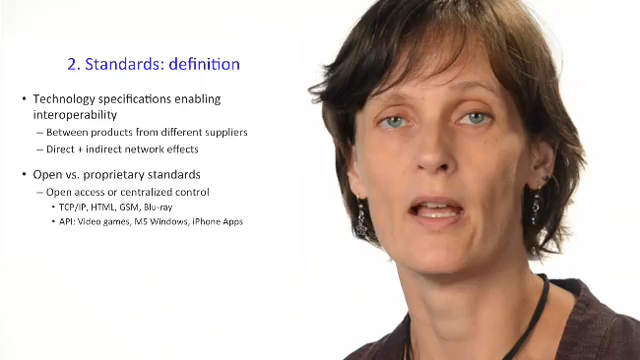 2. Standards: definition
• Technology specifications enabling
interoperability
– Between products from different suppliers
– Direct + indirect network effects
• Open vs. proprietary standards
– Open access or centralized control
• TCP/IP, HTML, GSM, Blu-ray
• API: Video games, MS Windows, iPhone Apps